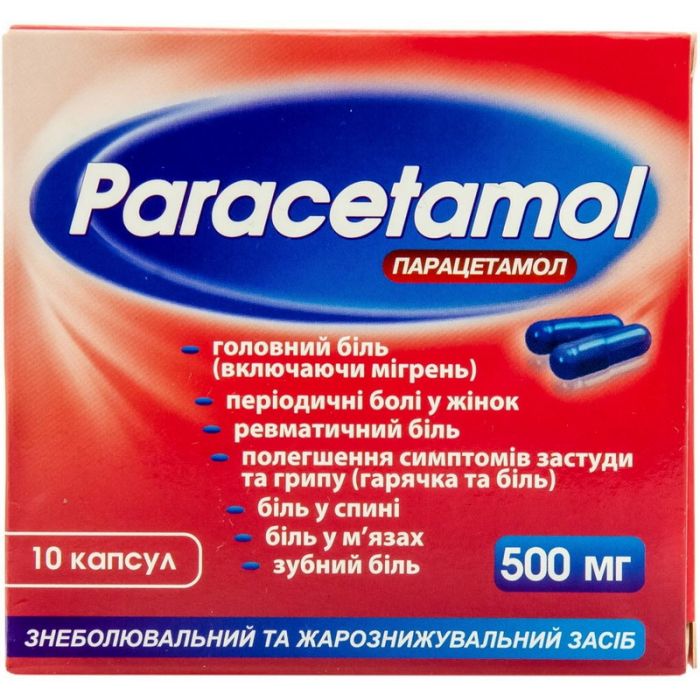 Paracetamol
ПАРАЦЕТАМОЛ
- головний біль
(включаючи мігрень)
- періодичні болі у жінок
- ревматичний біль
- полегшення симптомів застуди
та грипу (гарячка та біль)
- біль у спині
- біль у м'язах
- зубний біль
10 капсул
500 мг
ЗНЕБОЛЮВАЛЬНИЙ ТА ЖАРОЗНИЖУВАЛЬНИЙ ЗАСІБ